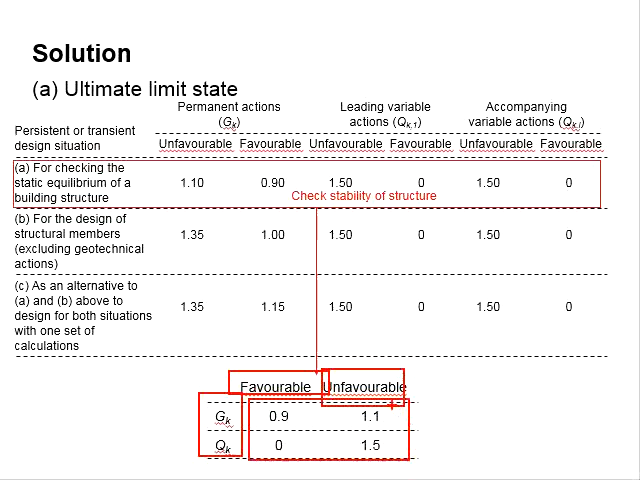 Solution
(a) Ultimate limit state
Permanent actions Leading variable Accompanying
(Gk) actions (Qk,1) variable actions (Qk,i)
Persistent or transient
design situation Unfavourable Favourable Unfavourable Favourable Unfavourable Favourable
(a) For checking the
static equilibrium of a 1.10 0.90 1.50 0 1.50 0
building structure Check stability of structure
(b) For the design of
structural members 1.35 1.00 1.50 0 1.50 0
(excluding geotechnical
actions)
(c) As an alternative to
(a) and (b) above to
design for both situations 1.35 1.15 1.50 0 1.50 0
with one set of
calculations
Favourable Unfavourable
Gk 0.9 1.1
Qk 0 1.5